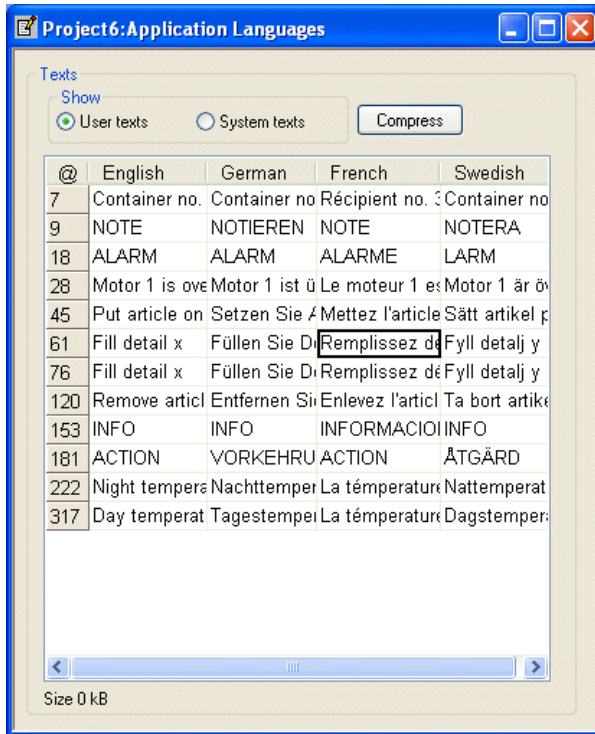 Project6:Application Languages
Texts
Show
User texts System texts Compress
@ English German French Swedish
7 Container no. Container no Récipient no. Container no
9 NOTE NOTIEREN NOTE NOTERA
18 ALARM ALARM ALARME LARM
28 Motor 1 is ove Motor 1 ist ü Le moteur 1 es Motor 1 är öv
45 Put article on Setzen Sie A Mettez l'article Sätt artikel p
61 Fill detail x Füllen Sie De Remplissez dé Fyll detalj y
76 Fill detail x Füllen Sie De Remplissez dé Fyll detalj y
120 Remove articl Entfernen Sie Enlevez l'articl Ta bort artike
153 INFO INFO INFORMACIOI INFO
181 ACTION VORKEHRU ACTION ÅTGÄRD
222 Night tempera Nachttemper La témperature Nattemperat
317 Day temperat Tagestemper La témperature Dagstempera
Size 0 kB